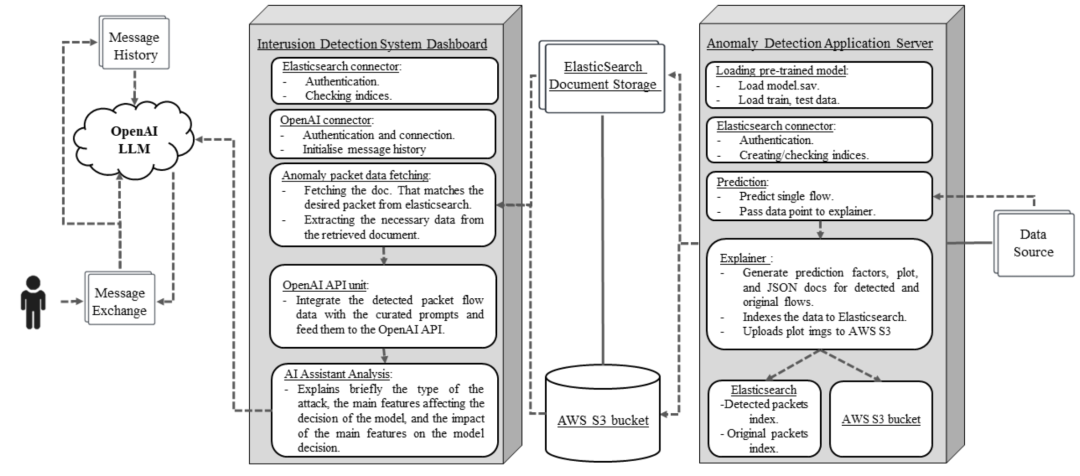 Message
History
OpenAI
LLM
Message
Exchange
Interusion Detection System Dashboard
Elasticsearch connector:
- Authentication.
- Checking indices.
OpenAI connector:
- Authentication and connection.
- Initialise message history
Anomaly packet data fetching:
- Fetching the doc. That matches the
desired packet from elasticsearch.
- Extracting the necessary data from
the retrieved document.
OpenAI API unit:
- Integrate the detected packet flow
data with the curated prompts and
feed them to the OpenAI API.
AI Assistant Analysis:
- Explains briefly the type of the
attack, the main features affecting the
decision of the model, and the impact
of the main features on the model
decision.
ElasticSearch
Document Storage
AWS S3 bucket
Anomaly Detection Application Server
Loading pre-trained model:
- Load model.sav.
- Load train, test data.
Elasticsearch connector:
- Authentication.
- Creating/checking indices.
Prediction:
- Predict single flow.
- Pass data point to explainer.
Explainer :
- Generate prediction factors, plot,
and JSON docs for detected and
original flows.
- Indexes the data to Elasticsearch.
- Uploads plot imgs to AWS S3
Elasticsearch
-Detected packets
index.
- Original packets
index.
AWS S3 bucket
Data
Source